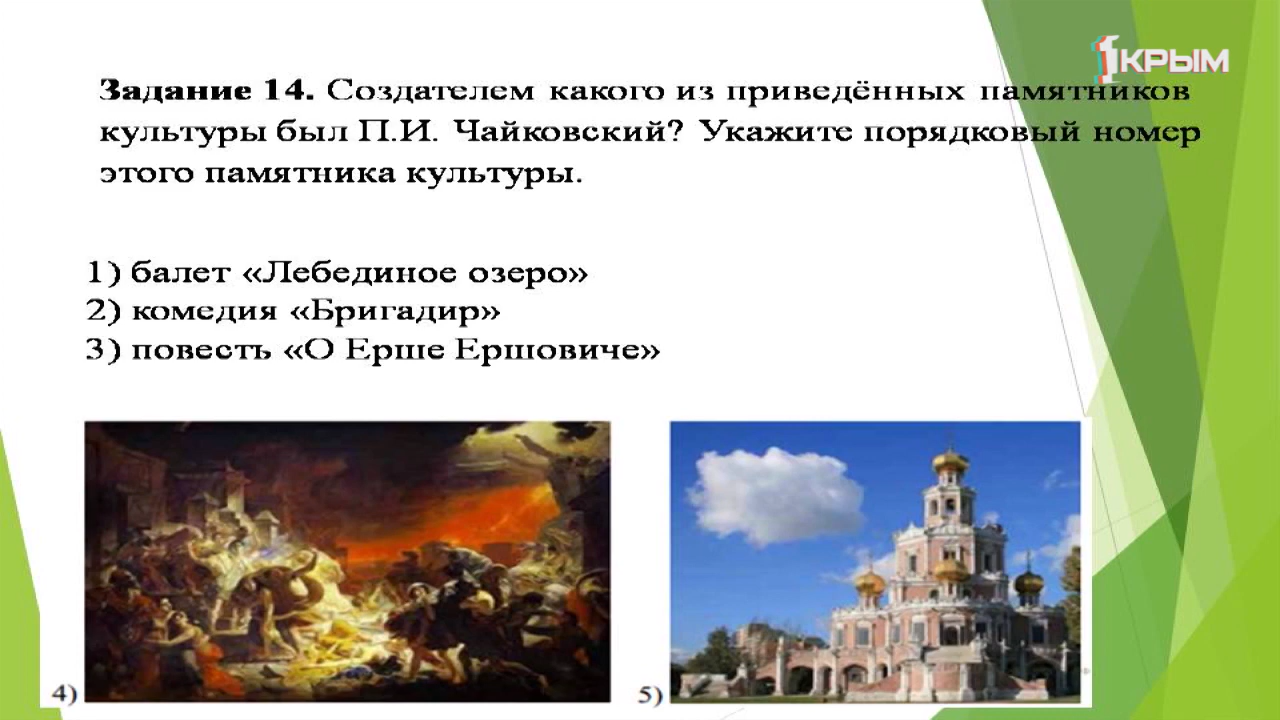 1КРЫМ
Задание 14. Создателем какого из приведённых памятников
культуры был П.И. Чайковский? Укажите порядковый номер
этого памятника культуры.
1) балет «Лебединое озеро»
2) комедия «Бригадир»
3) повесть «О Ерше Ершовиче»
4)
5)